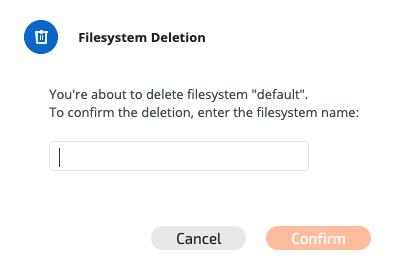 Filesystem Deletion
You're about to delete filesystem "default".
To confirm the deletion, enter the filesystem name:
Cancel
Confirm